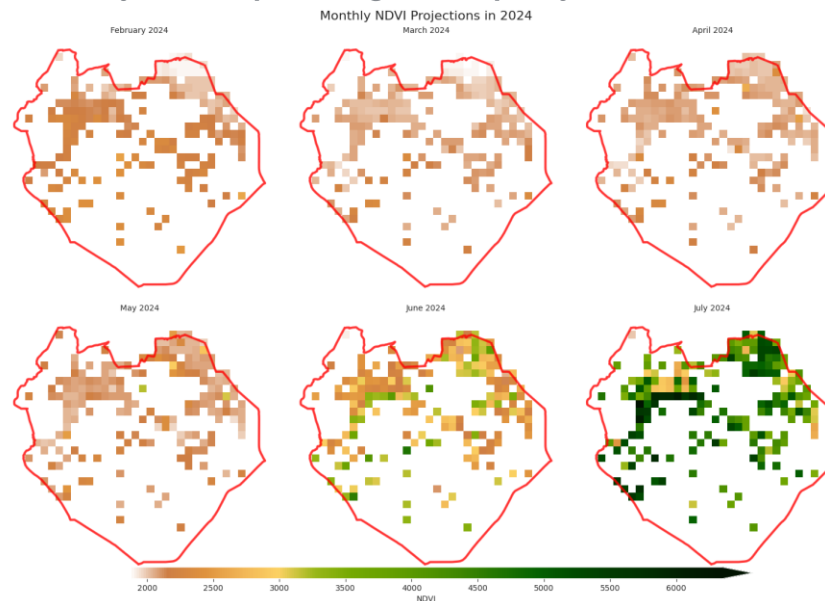 Monthly NDVI Projections in 2024
February 2024
March 2024
April 2024
May 2024
June 2024
July 2024
2000 2500 3000 3500 4000 4500 5000 5500 6000
NDVI